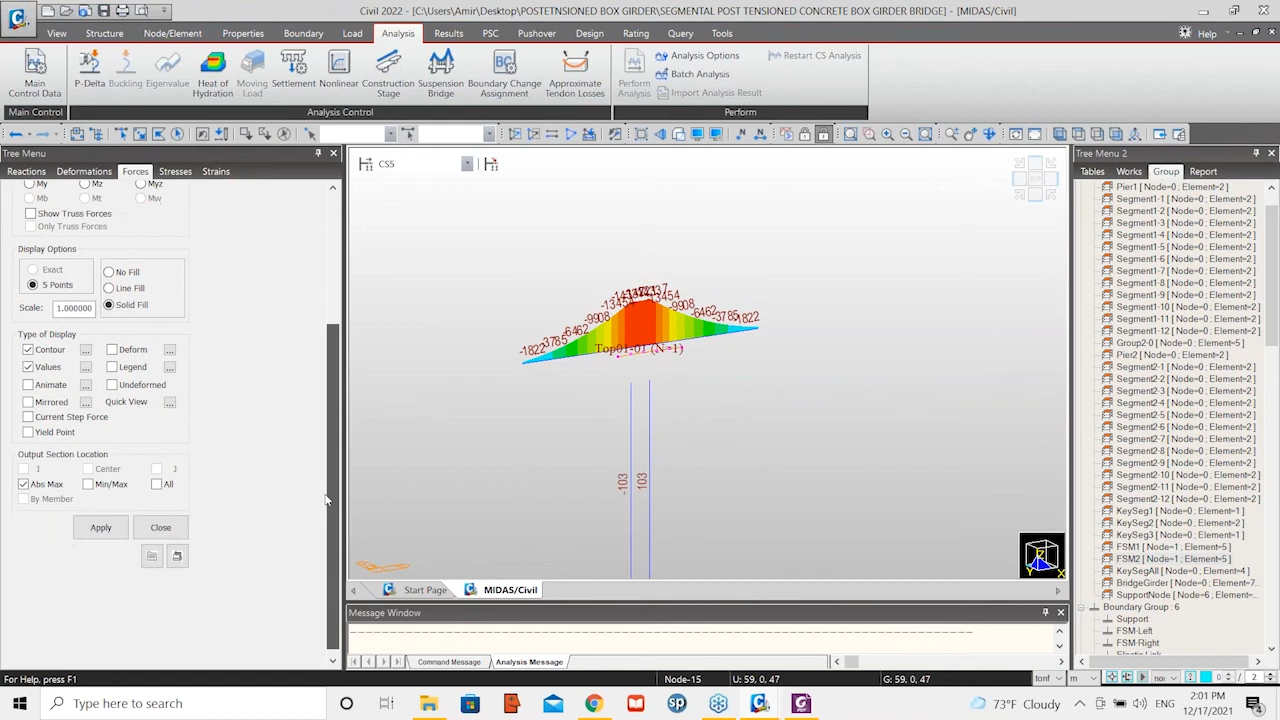 Civil 2022 - [C:\Users\Amir\Desktop\POSTETNSIONED BOX GIRDER\SEGMENTAL POST TENSIONED CONCRETE BOX GIRDER BRIDGE] - [MIDAS/Civil]
View Structure Node/Element Properties Boundary Load Analysis Results PSC Pushover Design Rating Query Tools Help
Main Control Data
P-Delta Buckling Eigenvalue Heat of Hydration Moving Load Settlement Nonlinear Construction Stage Suspension Bridge Boundary Change Assignment Approximate Tendon Losses
Perform Analysis
Analysis Options Restart CS Analysis
Batch Analysis
Import Analysis Result
Main Control Analysis Control Perform
Tree Menu
Reactions Deformations Forces Stresses Strains
My Mz Myz
Mb Mt Mw
Show Truss Forces
Only Truss Forces
Display Options
Exact No Fill
5 Points Line Fill
Scale: 1.000000 Solid Fill
Type of Display
Contour ... Deform ...
Values ... Legend ...
Animate ... Undeformed
Mirrored ... Quick View ...
Current Step Force
Yield Point
Output Section Location
I Center J
Abs Max Min/Max All
By Member
Apply Close
CS5
TOP
-9908
-6462
-3785
-1822
-9908
-6462
-3785
-1822
Top01-01 (N=1)
-103
103
Start Page MIDAS/Civil
Message Window
Command Message Analysis Message
Tree Menu 2
Tables Works Group Report
Pier1 [ Node=0 ; Element=2 ]
Segment1-1 [ Node=0 ; Element=2 ]
Segment1-2 [ Node=0 ; Element=2 ]
Segment1-3 [ Node=0 ; Element=2 ]
Segment1-4 [ Node=0 ; Element=2 ]
Segment1-5 [ Node=0 ; Element=2 ]
Segment1-6 [ Node=0 ; Element=2 ]
Segment1-7 [ Node=0 ; Element=2 ]
Segment1-8 [ Node=0 ; Element=2 ]
Segment1-9 [ Node=0 ; Element=2 ]
Segment1-10 [ Node=0 ; Element=2 ]
Segment1-11 [ Node=0 ; Element=2 ]
Segment1-12 [ Node=0 ; Element=2 ]
Group2-0 [ Node=0 ; Element=5 ]
Pier2 [ Node=0 ; Element=2 ]
Segment2-1 [ Node=0 ; Element=2 ]
Segment2-2 [ Node=0 ; Element=2 ]
Segment2-3 [ Node=0 ; Element=2 ]
Segment2-4 [ Node=0 ; Element=2 ]
Segment2-5 [ Node=0 ; Element=2 ]
Segment2-6 [ Node=0 ; Element=2 ]
Segment2-7 [ Node=0 ; Element=2 ]
Segment2-8 [ Node=0 ; Element=2 ]
Segment2-9 [ Node=0 ; Element=2 ]
Segment2-10 [ Node=0 ; Element=2 ]
Segment2-11 [ Node=0 ; Element=2 ]
Segment2-12 [ Node=0 ; Element=2 ]
KeySeg1 [ Node=0 ; Element=1 ]
KeySeg2 [ Node=0 ; Element=2 ]
KeySeg3 [ Node=0 ; Element=1 ]
FSM1 [ Node=1 ; Element=5 ]
FSM2 [ Node=1 ; Element=5 ]
KeySegAll [ Node=0 ; Element=4 ]
BridgeGirder [ Node=0 ; Element=7...
SupportNode [ Node=6 ; Element=...
Boundary Group : 6
Support
FSM-Left
FSM-Right
For Help, press F1 Node-15 U: 59, 0, 47 G: 59, 0, 47 tonf m non / 2
Type here to search 73°F Cloudy ENG 2:01 PM
12/17/2021